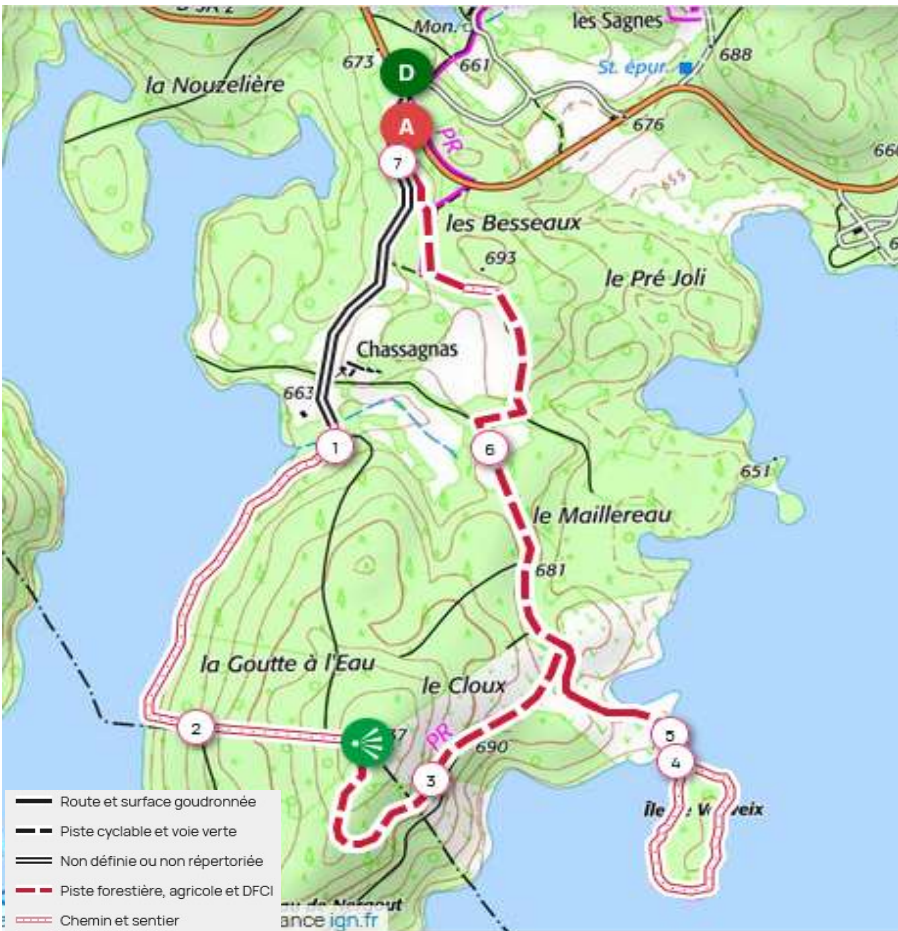 Mon.
les Sagnes
688
673
D
661
St. épur.
la Nouzelière
A
PR
676
7
655
les Besseaux
693
le Pré Joli
Chassagnas
663
1
6
651
le Maillereau
681
la Goutte à l'Eau
le Cloux
2
37
PR
690
5
3
4
Île
Route et surface goudronnée
Piste cyclable et voie verte
Non définie ou non répertoriée
Piste forestière, agricole et DFCI
ign.fr
Chemin et sentier